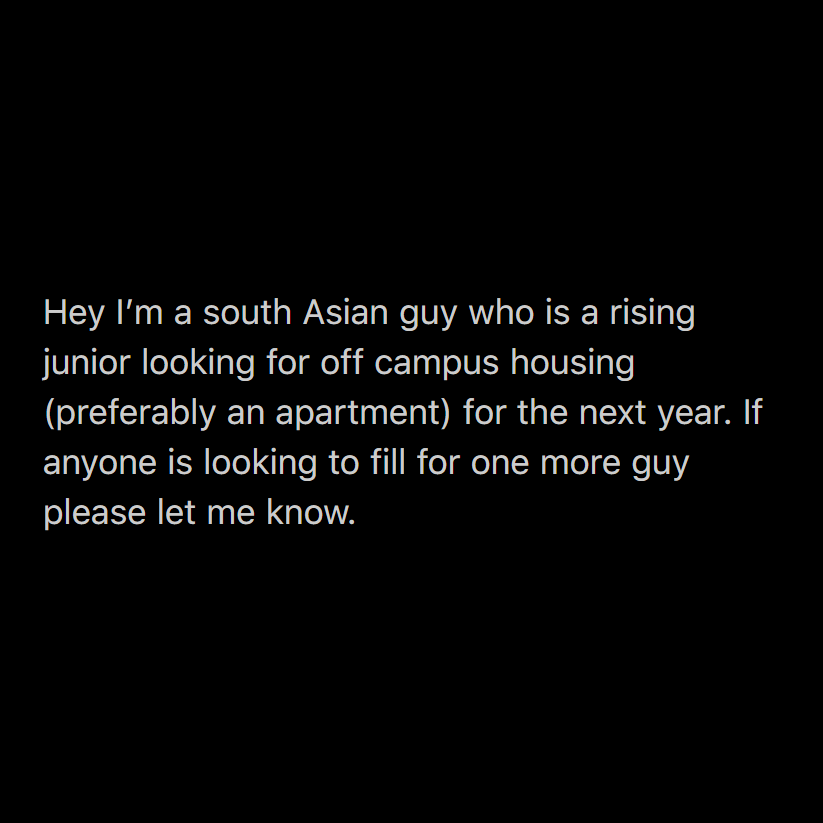 Hey I’m a south Asian guy who is a rising
junior looking for off campus housing
(preferably an apartment) for the next year. If
anyone is looking to fill for one more guy
please let me know.